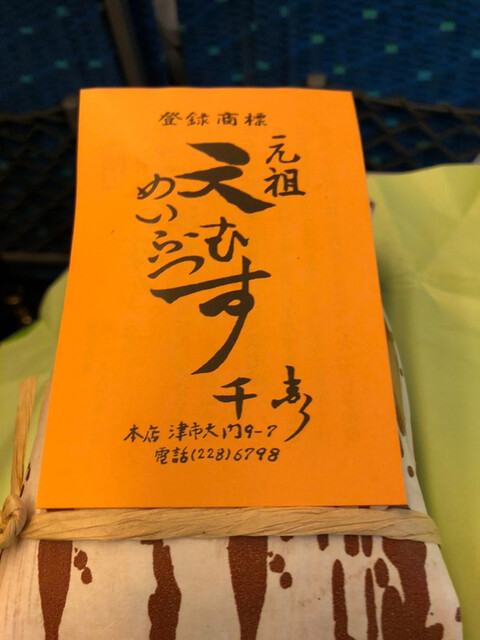 登録商標
元祖
天むす
めいぶつ
千寿
本店 津市大門9-7
電話(228)6798